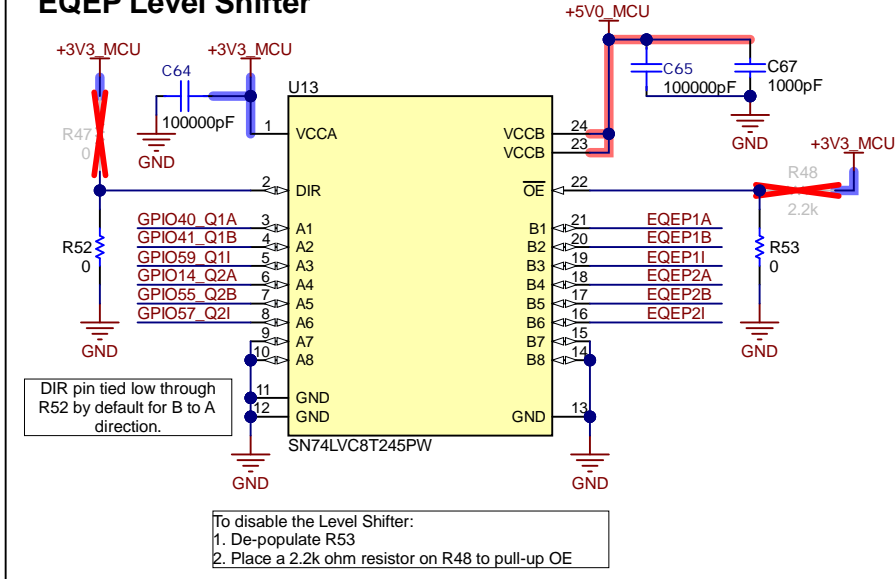 EQEP Level Shifter
+5V0_MCU
+3V3_MCU
+3V3_MCU
C64
100000pF
GND
U13
C65
100000pF
C67
1000pF
GND
+3V3_MCU
R47
0
1
VCCA
VCCB
24
VCCB
23
R48
2.2k
2
DIR
OE
22
R52
0
GND
R53
0
GND
GPIO40_Q1A
3
A1
B1
21
EQEP1A
GPIO41_Q1B
4
A2
B2
20
EQEP1B
GPIO59_Q1I
5
A3
B3
19
EQEP1I
GPIO14_Q2A
6
A4
B4
18
EQEP2A
GPIO55_Q2B
7
A5
B5
17
EQEP2B
GPIO57_Q2I
8
A6
B6
16
EQEP2I
9
A7
B7
15
10
A8
B8
14
11
GND
12
GND
GND
13
SN74LVC8T245PW
GND
GND
DIR pin tied low through
R52 by default for B to A
direction.
To disable the Level Shifter:
1. De-populate R53
2. Place a 2.2k ohm resistor on R48 to pull-up OE